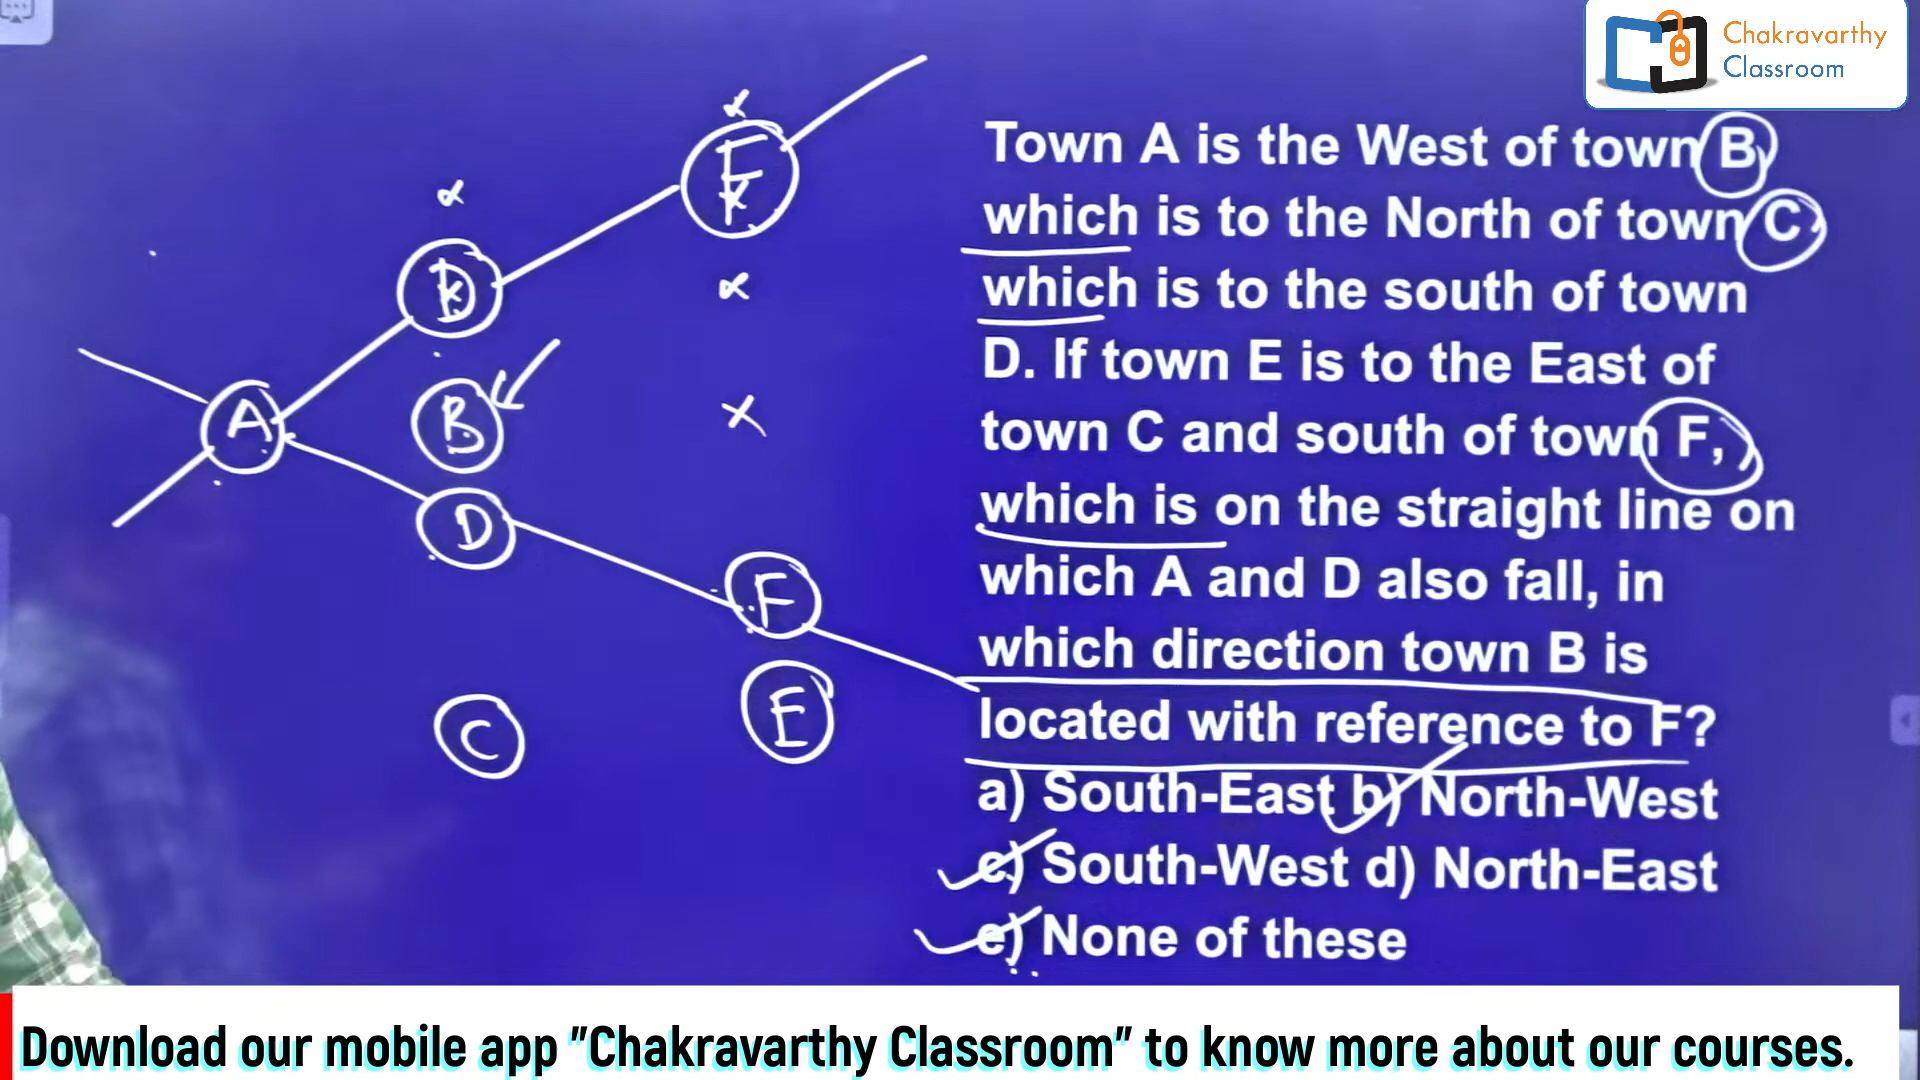 Chakravarthy
Classroom
Town A is the West of town B,
which is to the North of town C,
which is to the south of town
D. If town E is to the East of
town C and south of town F,
which is on the straight line on
which A and D also fall, in
which direction town B is
located with reference to F?
a) South-East b) North-West
c) South-West d) North-East
e) None of these
F
D
A
B
D
F
E
C
Download our mobile app "Chakravarthy Classroom" to know more about our courses.